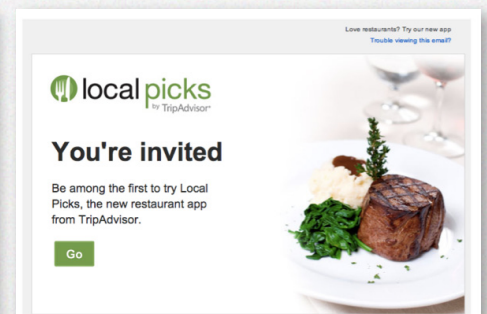 Love restaurants? Try our new app
Trouble viewing this email?
local picks
by TripAdvisor®
You're invited
Be among the first to try Local
Picks, the new restaurant app
from TripAdvisor.
Go